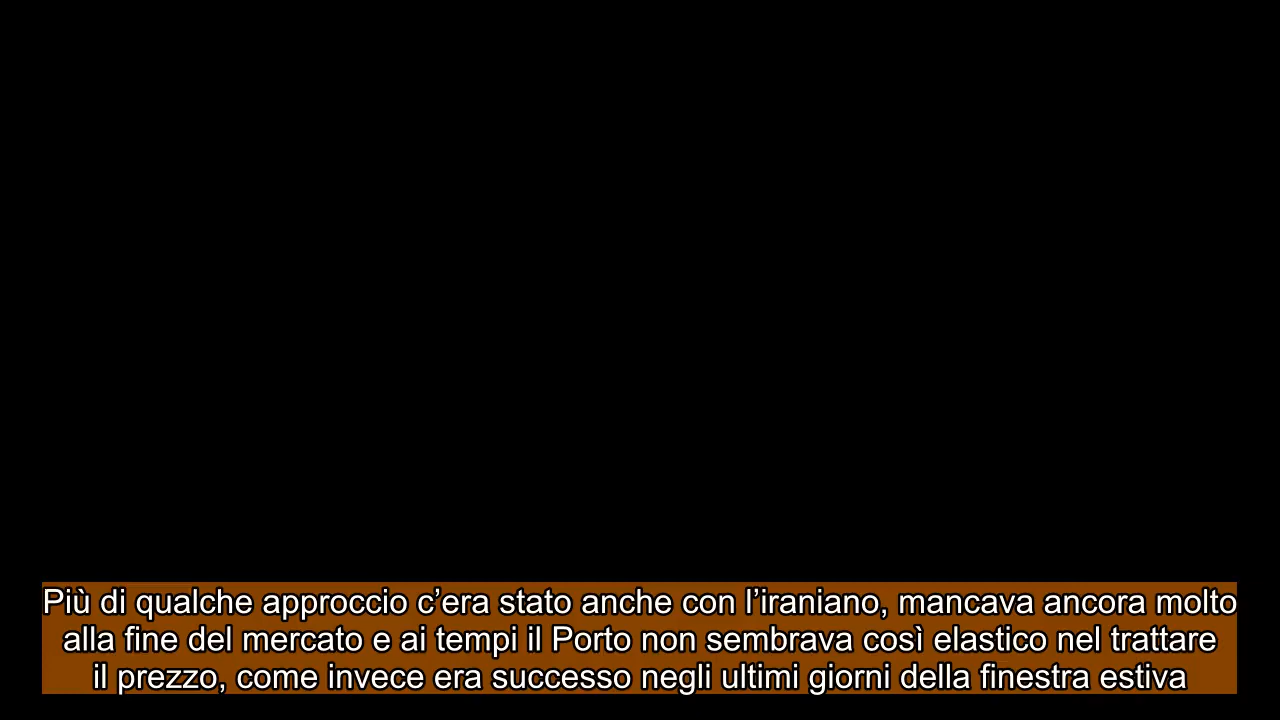 Più di qualche approccio c’era stato anche con l’iraniano, mancava ancora molto
alla fine del mercato e ai tempi il Porto non sembrava così elastico nel trattare
il prezzo, come invece era successo negli ultimi giorni della finestra estiva